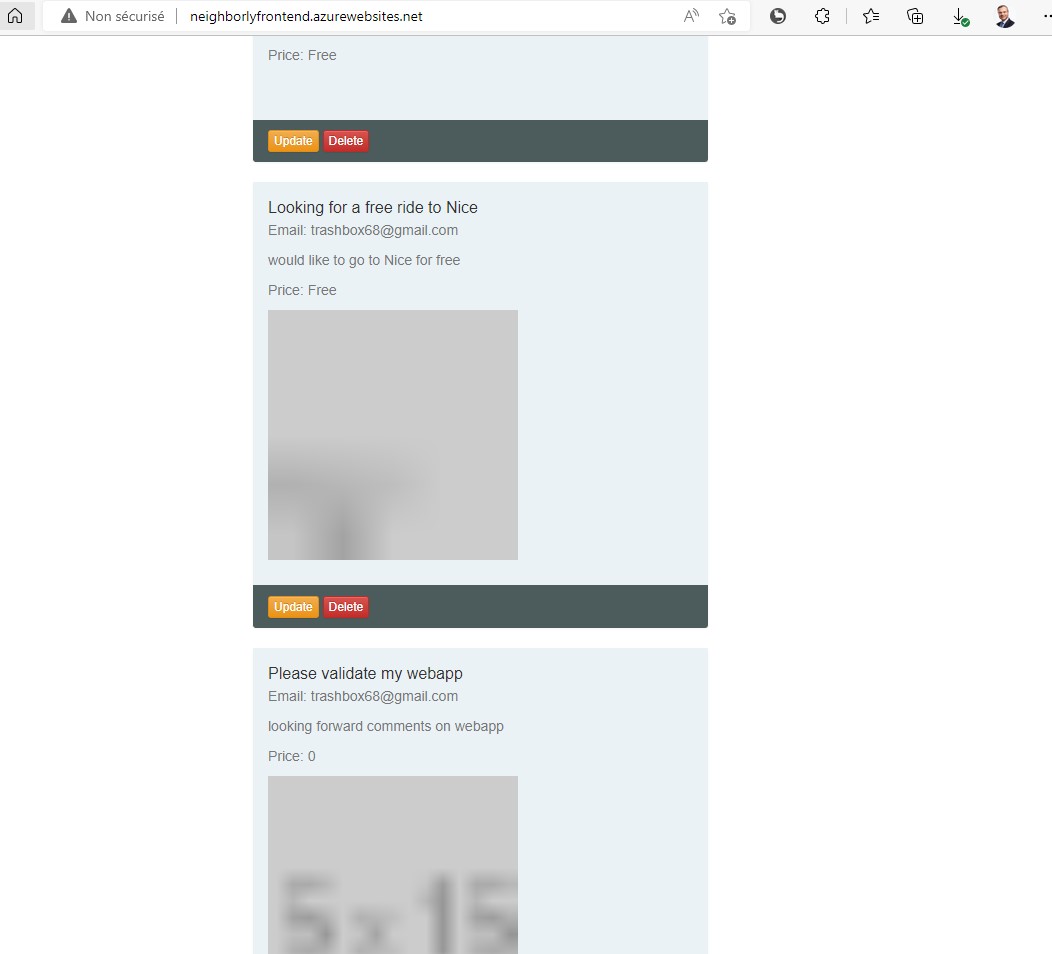 Non sécurisé neighborlyfrontend.azurewebsites.net
Price: Free
Update Delete
Looking for a free ride to Nice
Email: trashbox68@gmail.com
would like to go to Nice for free
Price: Free
Update Delete
Please validate my webapp
Email: trashbox68@gmail.com
looking forward comments on webapp
Price: 0
5x15